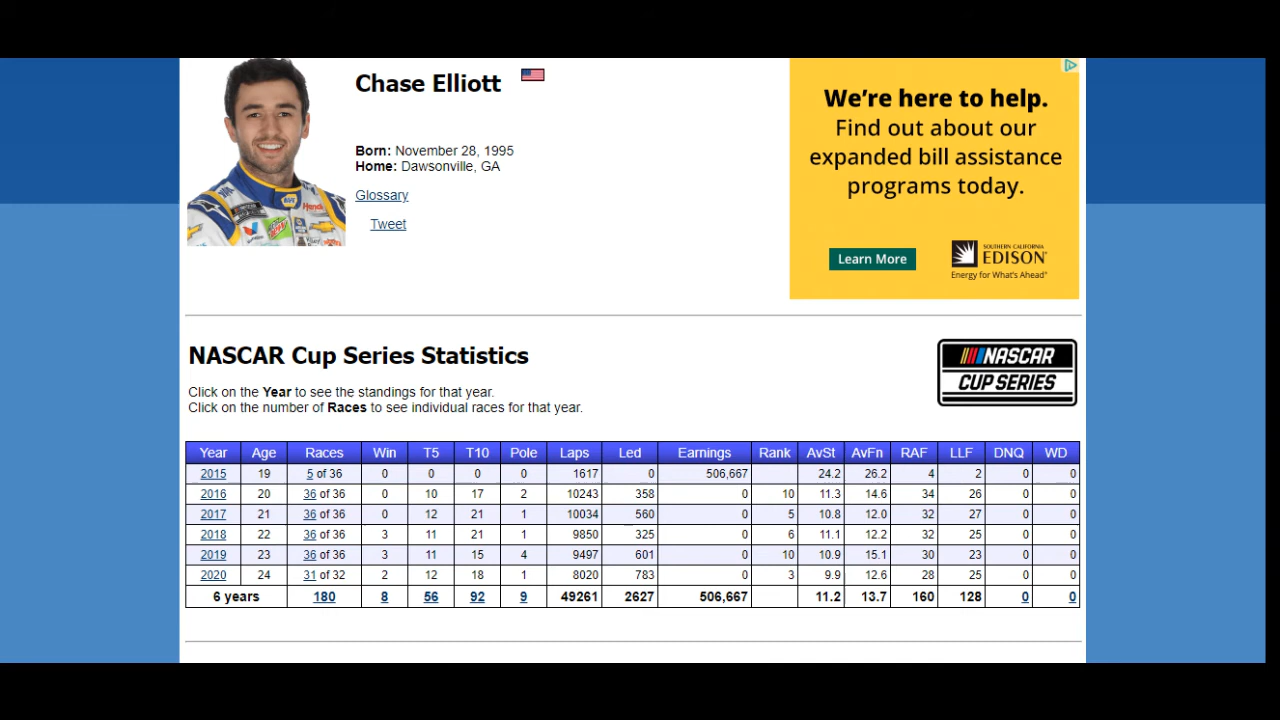 Chase Elliott
Born: November 28, 1995
Home: Dawsonville, GA
Glossary
Tweet
We're here to help.
Find out about our
expanded bill assistance
programs today.
Learn More
SOUTHERN CALIFORNIA
EDISON
Energy for What's Ahead
NASCAR Cup Series Statistics
NASCAR
CUP SERIES
Click on the Year to see the standings for that year.
Click on the number of Races to see individual races for that year.
Year Age Races Win T5 T10 Pole Laps Led Earnings Rank AvSt AvFn RAF LLF DNQ WD
2015 19 5 of 36 0 0 0 0 1617 0 506,667 24.2 26.2 4 2 0 0
2016 20 36 of 36 0 10 17 2 10243 358 0 10 11.3 14.6 34 26 0 0
2017 21 36 of 36 0 12 21 1 10034 560 0 5 10.8 12.0 32 27 0 0
2018 22 36 of 36 3 11 21 1 9850 325 0 6 11.1 12.2 32 25 0 0
2019 23 36 of 36 3 11 15 4 9497 601 0 10 10.9 15.1 30 23 0 0
2020 24 31 of 32 2 12 18 1 8020 783 0 3 9.9 12.6 28 25 0 0
6 years 180 8 56 92 9 49261 2627 506,667 11.2 13.7 160 128 0 0